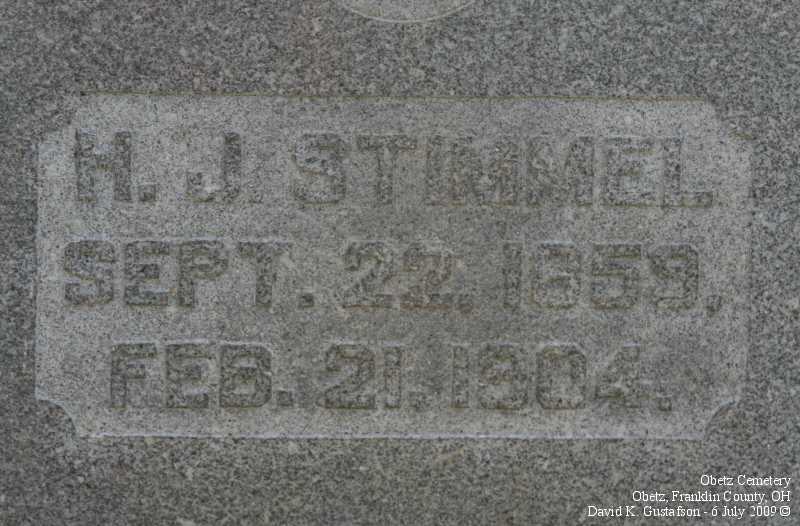 H. J. STIMMEL
SEPT. 22, 1859,
FEB. 21, 1904.
Obetz Cemetery
Obetz, Franklin County, OH
David K. Gustafson - 6 July 2009 ©